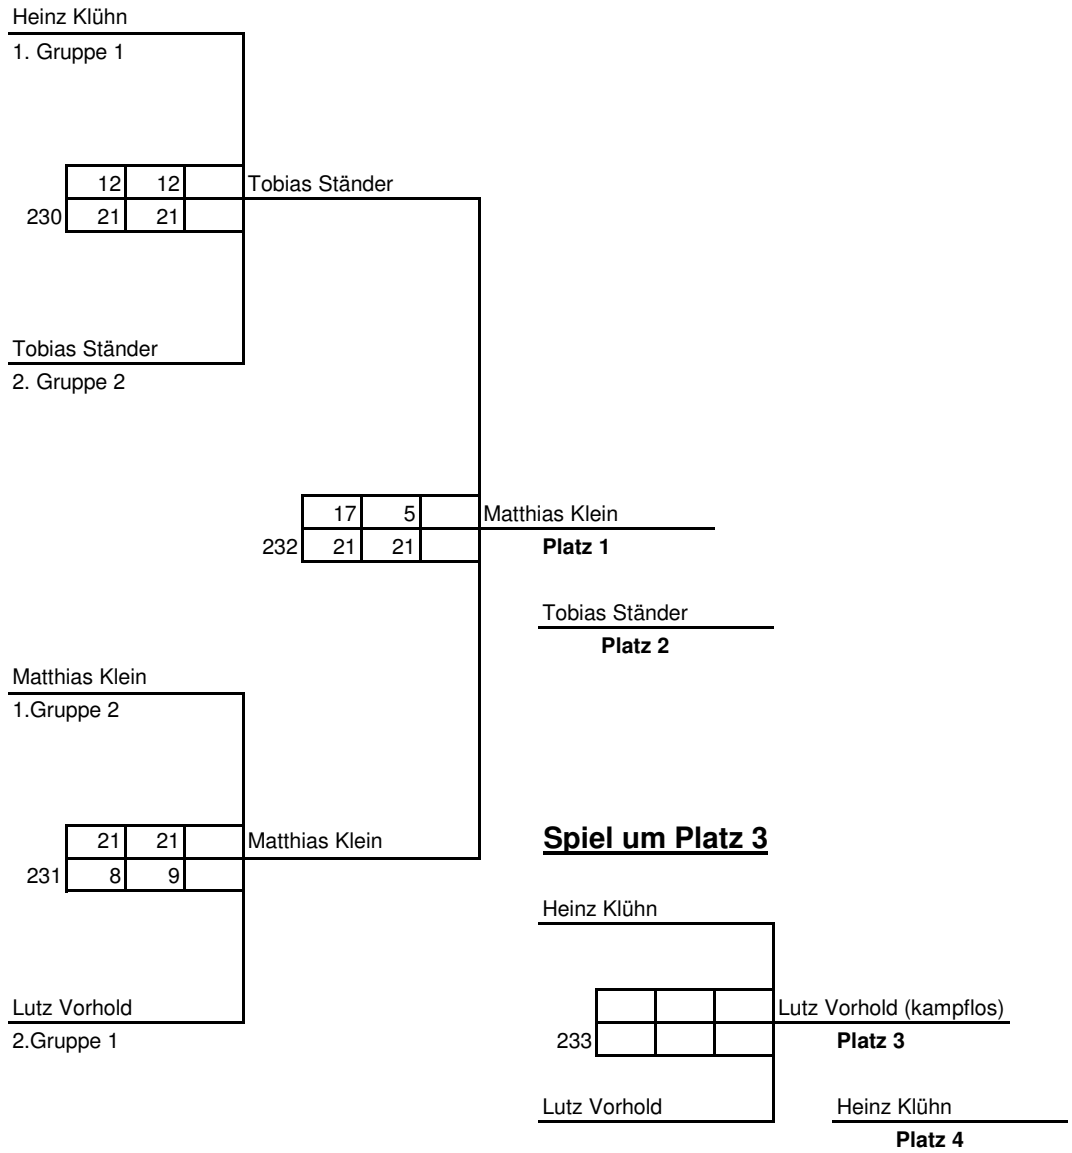 Heinz Klühn
1. Gruppe 1
12 12 Tobias Ständer
230 21 21
Tobias Ständer
2. Gruppe 2
17 5 Matthias Klein
232 21 21 Platz 1
Tobias Ständer
Platz 2
Matthias Klein
1.Gruppe 2
21 21 Matthias Klein Spiel um Platz 3
231 8 9
Heinz Klühn
Lutz Vorhold Lutz Vorhold (kampflos)
2.Gruppe 1 233 Platz 3
Lutz Vorhold Heinz Klühn
Platz 4